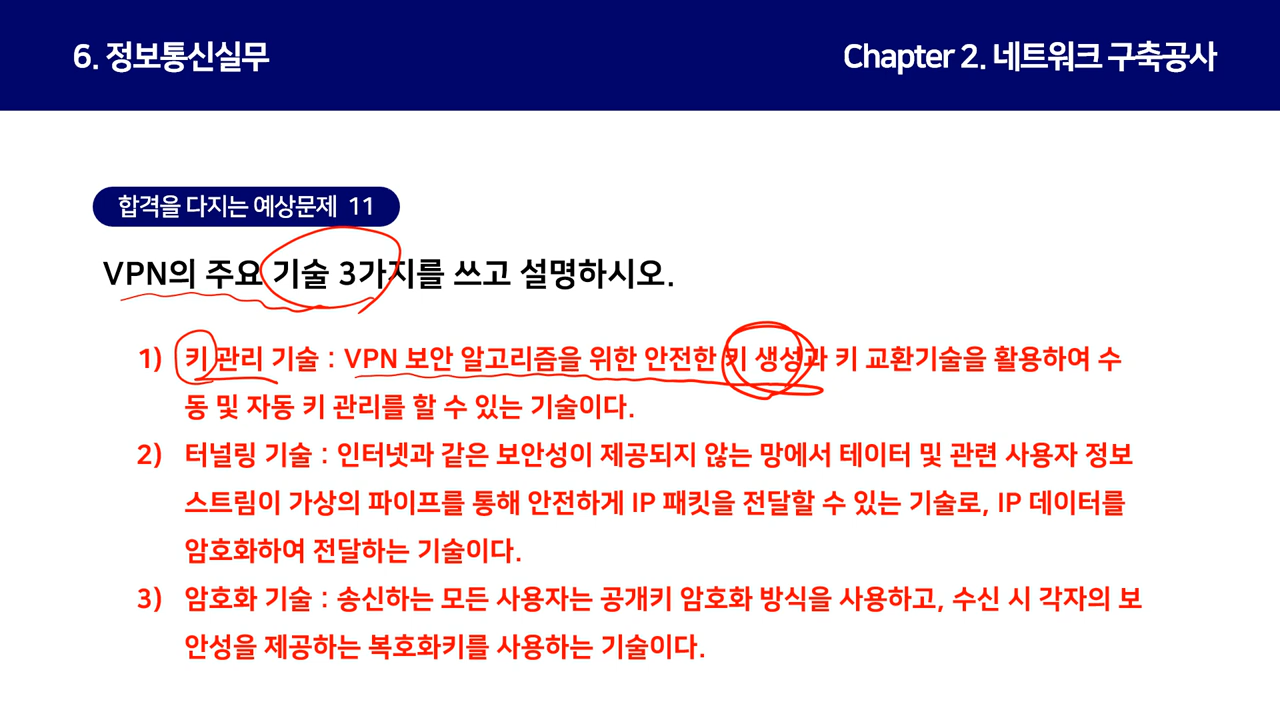 6. 정보통신실무
Chapter 2. 네트워크 구축공사
합격을 다지는 예상문제 11
VPN의 주요 기술 3가지를 쓰고 설명하시오.
1) 키 관리 기술 : VPN 보안 알고리즘을 위한 안전한 키 생성과 키 교환기술을 활용하여 수
동 및 자동 키 관리를 할 수 있는 기술이다.
2) 터널링 기술 : 인터넷과 같은 보안성이 제공되지 않는 망에서 테이터 및 관련 사용자 정보
스트림이 가상의 파이프를 통해 안전하게 IP 패킷을 전달할 수 있는 기술로, IP 데이터를
암호화하여 전달하는 기술이다.
3) 암호화 기술 : 송신하는 모든 사용자는 공개키 암호화 방식을 사용하고, 수신 시 각자의 보
안성을 제공하는 복호화키를 사용하는 기술이다.